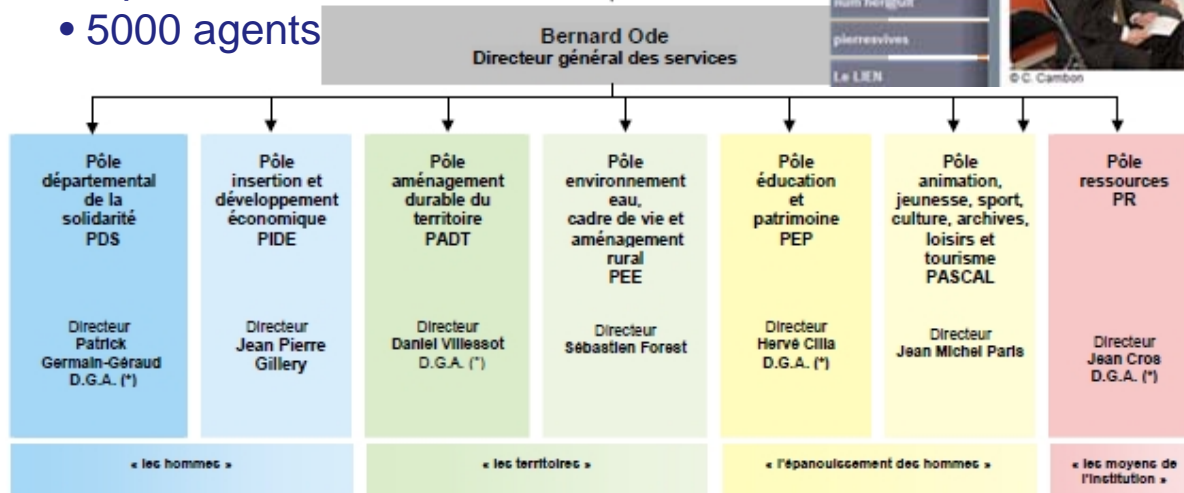 • 5000 agents
Bernard Ode
Directeur général des services
num hérault
pierresvives
Le LIEN
© C. Cambon
Pôle
départemental
de la
solidarité
PDS
Directeur
Patrick
Germain-Géraud
D.G.A. (*)
Pôle
insertion et
développement
économique
PIDE
Directeur
Jean Pierre
Gillery
Pôle
aménagement
durable du
territoire
PADT
Directeur
Daniel Villessot
D.G.A. (*)
Pôle
environnement
eau,
cadre de vie et
aménagement
rural
PEE
Directeur
Sébastien Forest
Pôle
éducation
et
patrimoine
PEP
Directeur
Hervé Cilia
D.G.A. (*)
Pôle
animation,
jeunesse, sport,
culture, archives,
loisirs et
tourisme
PASCAL
Directeur
Jean Michel Paris
Pôle
ressources
PR
Directeur
Jean Cros
D.G.A. (*)
« les hommes »
« les territoires »
« l'épanouissement des hommes »
« les moyens de
l'institution »